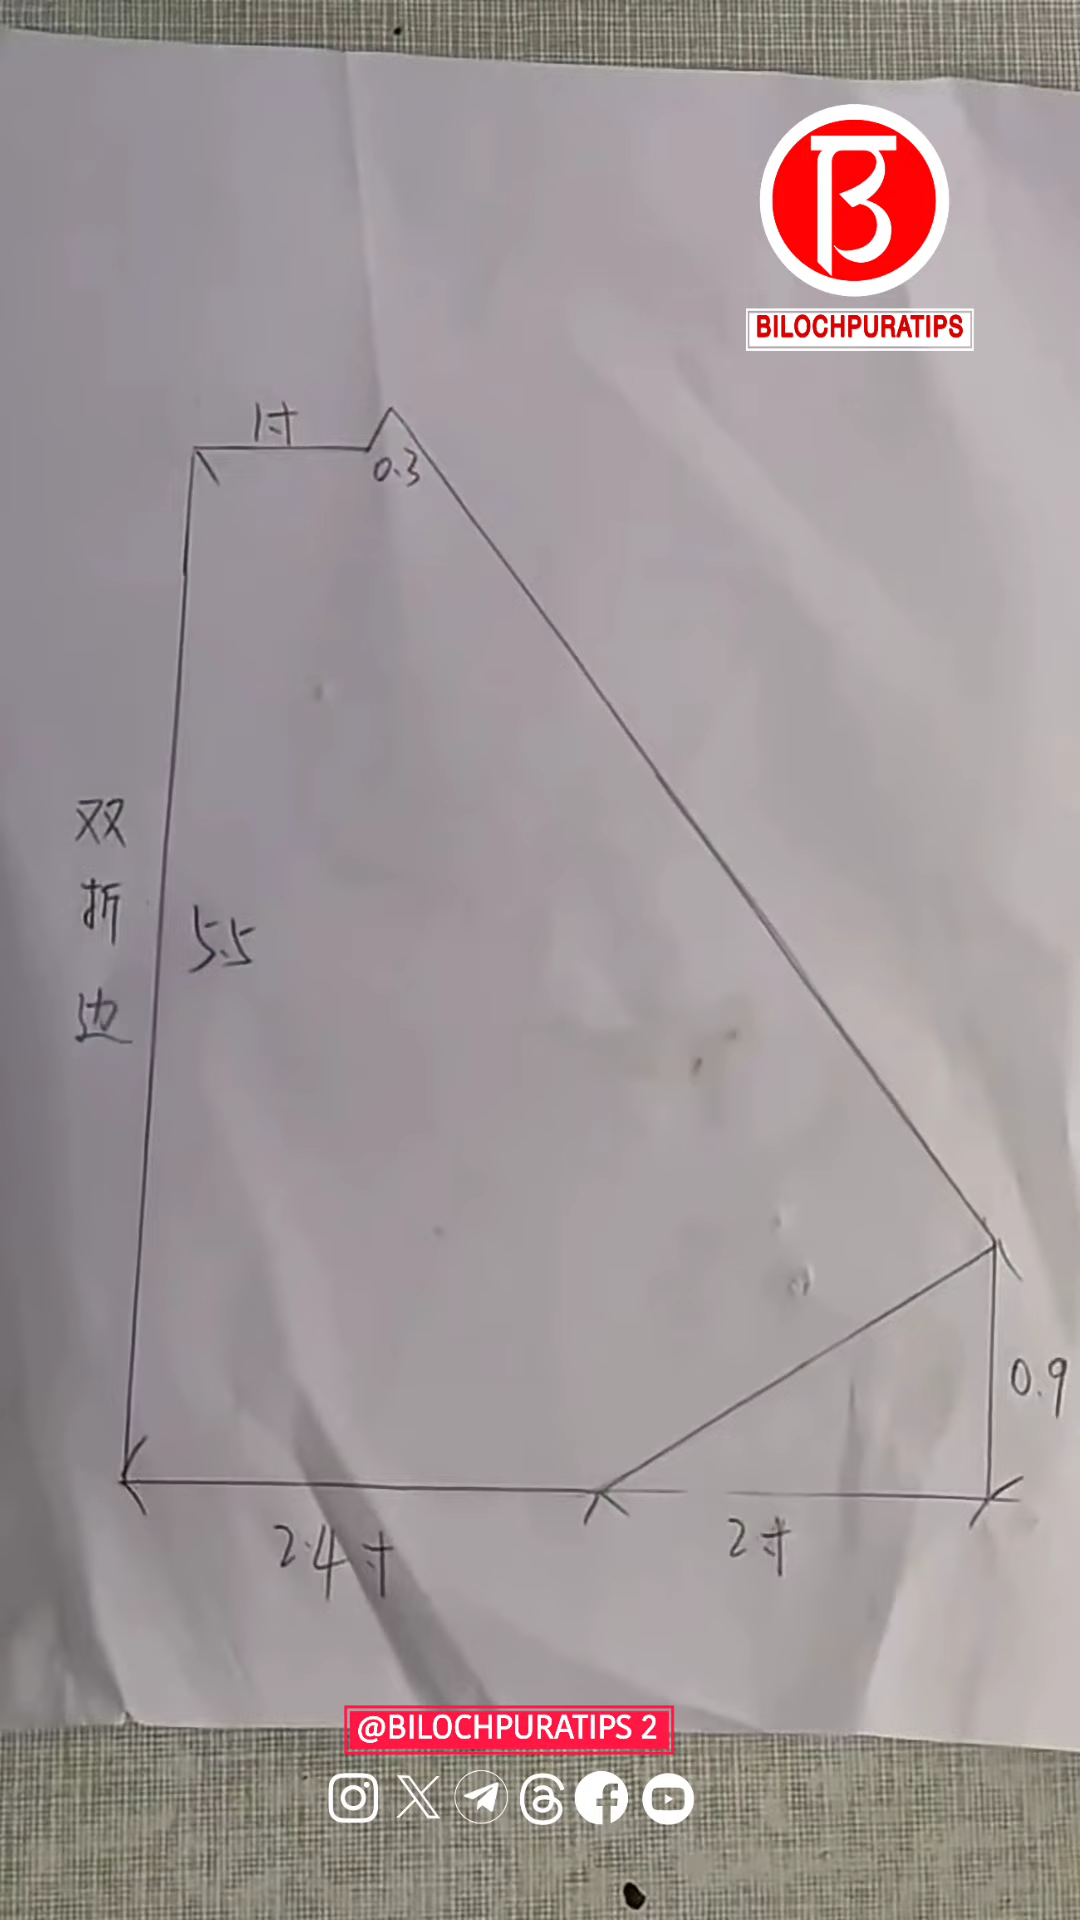 BILOCHPURATIPS
1寸
0.3
双
折
边
5.5
0.9
2.4寸
2寸
@BILOCHPURATIPS 2